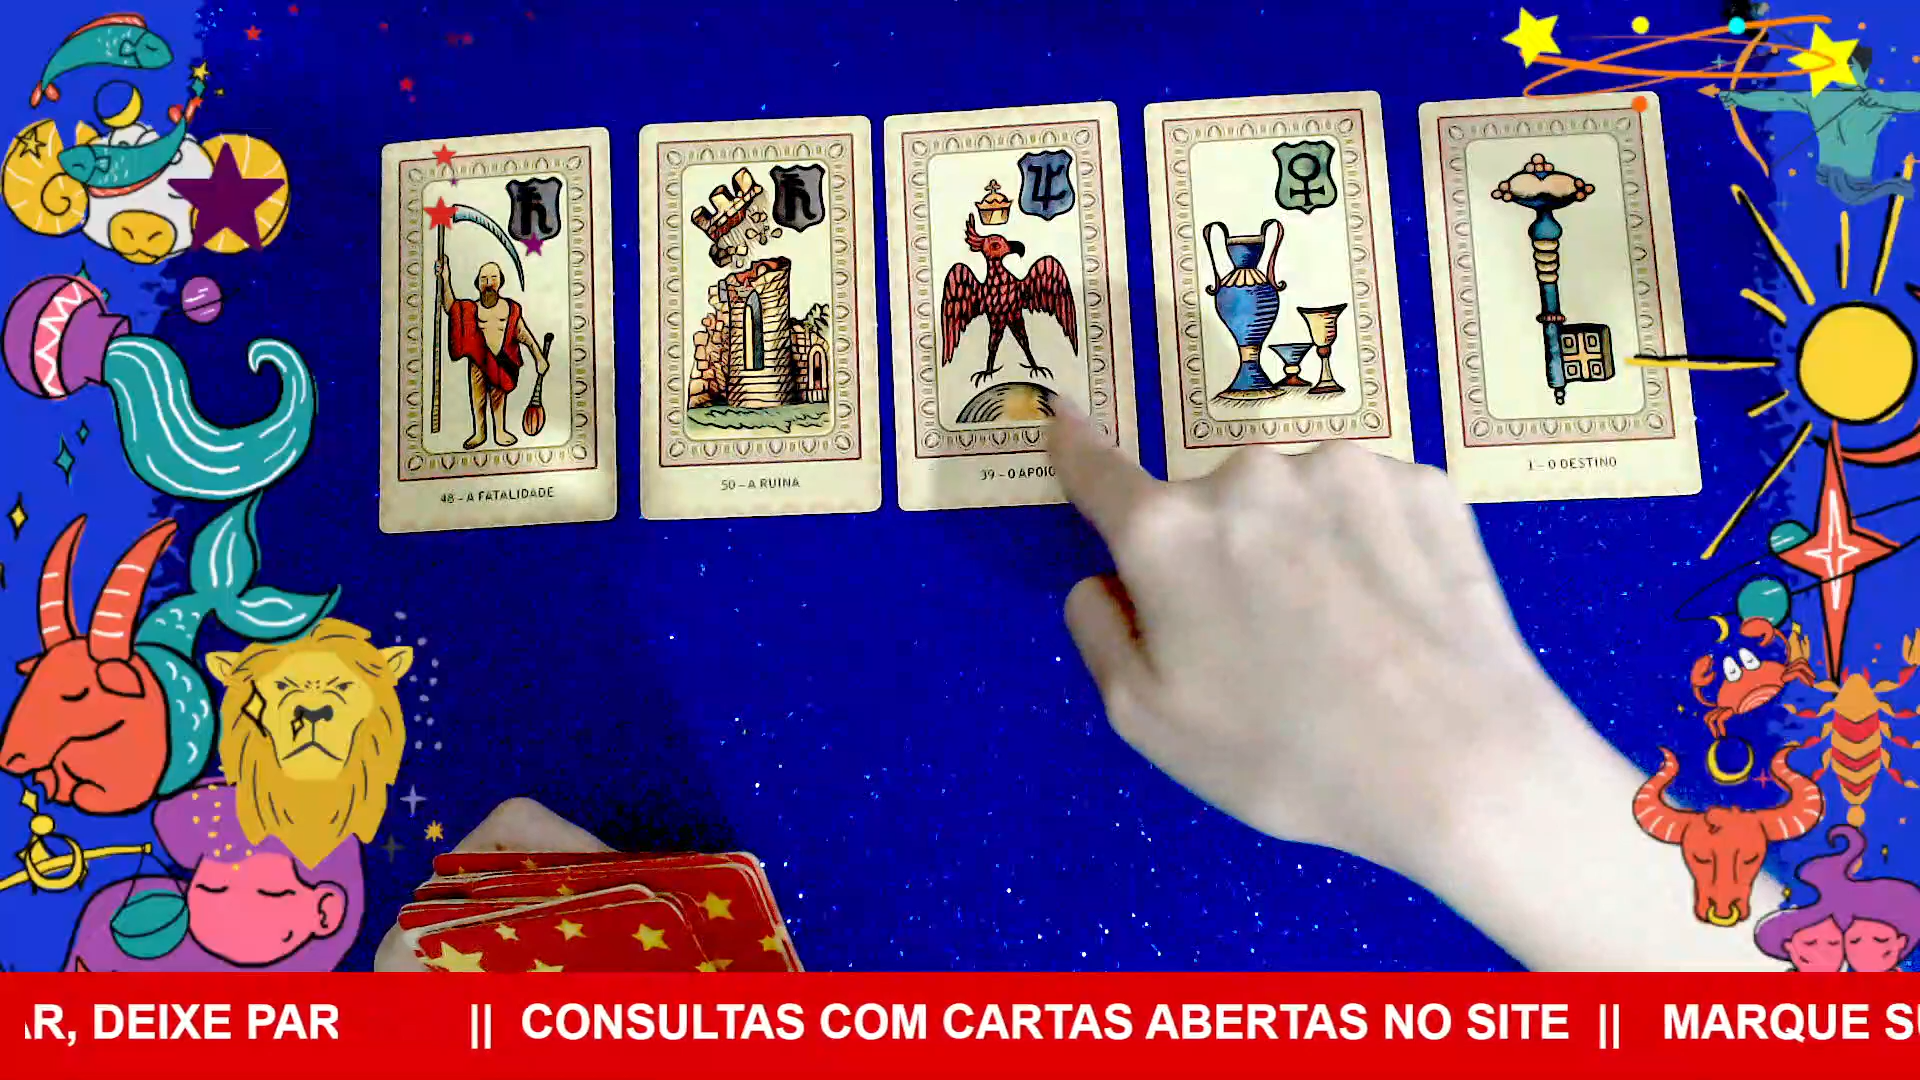 48 – A FATALIDADE
50 – A RUINA
39 – O APOIO
1 – O DESTINO
R, DEIXE PAR || CONSULTAS COM CARTAS ABERTAS NO SITE || MARQUE